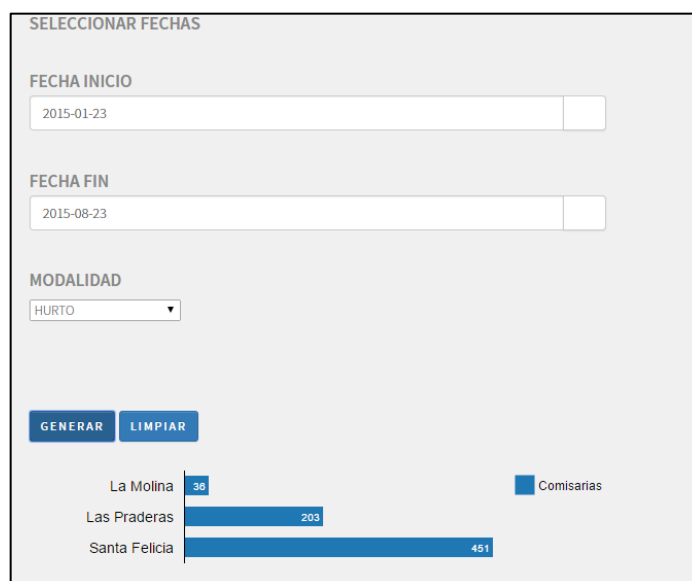 SELECCIONAR FECHAS
FECHA INICIO
2015-01-23
FECHA FIN
2015-08-23
MODALIDAD
HURTO
GENERAR LIMPIAR
La Molina 36 Comisarias
Las Praderas 203
Santa Felicia 451